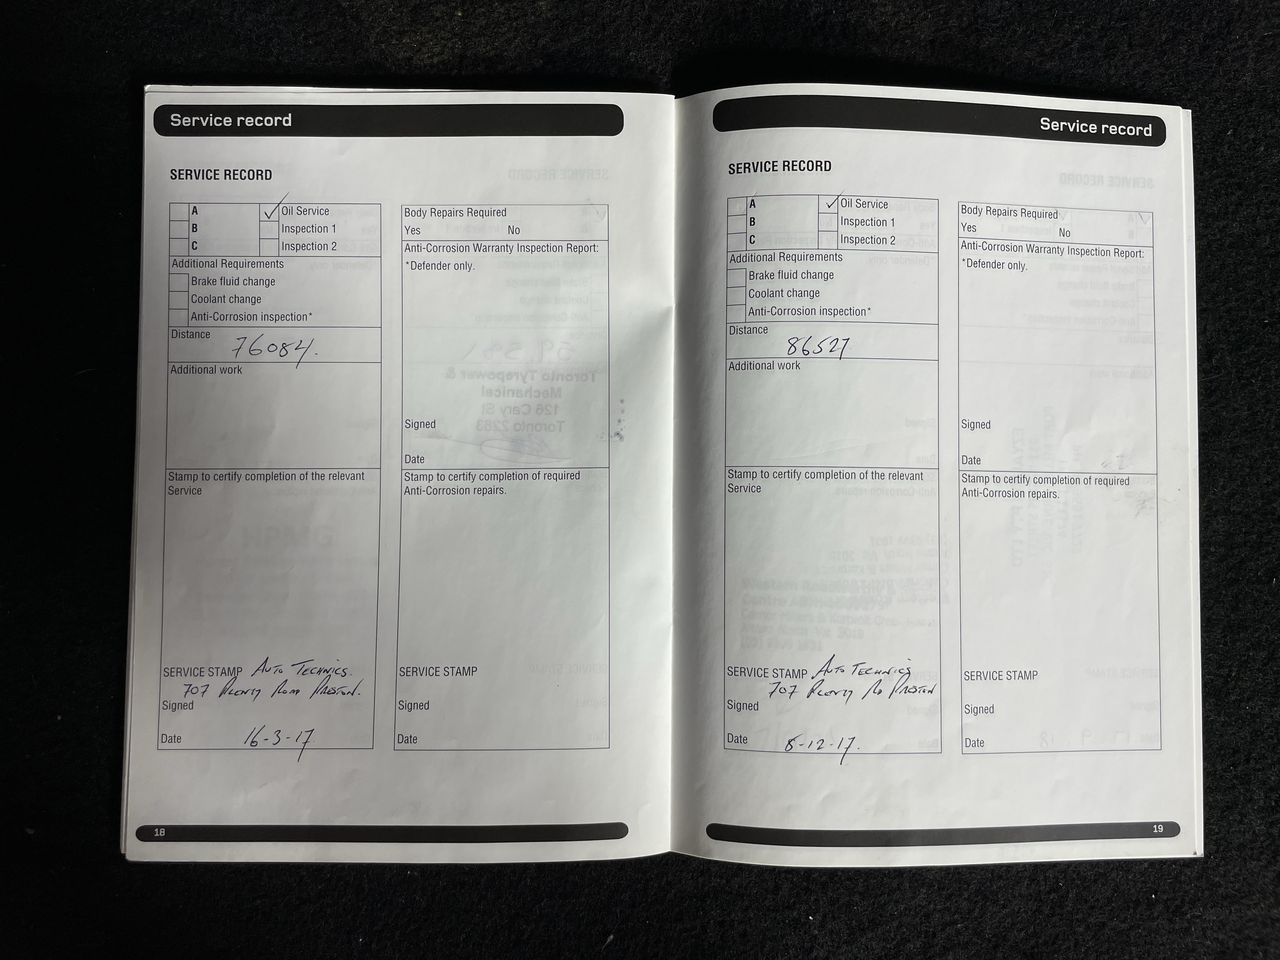 Service record
SERVICE RECORD
A
Oil Service
B
Inspection 1
C
Inspection 2
Additional Requirements
Brake fluid change
Coolant change
Anti-Corrosion inspection*
Distance
76084.
Additional work
Stamp to certify completion of the relevant
Service
SERVICE STAMP AUTO TECHNICS.
707 PLENTY ROAD PRESTON.
Signed
Date 16-3-17
Body Repairs Required
Yes No
Anti-Corrosion Warranty Inspection Report:
*Defender only.
Signed
Date
Stamp to certify completion of required
Anti-Corrosion repairs.
SERVICE STAMP
Signed
Date
18
Service record
SERVICE RECORD
A
Oil Service
B
Inspection 1
C
Inspection 2
Additional Requirements
Brake fluid change
Coolant change
Anti-Corrosion inspection*
Distance
86527
Additional work
Stamp to certify completion of the relevant
Service
SERVICE STAMP AUTO TECHNICS
707 PLENTY RD PRESTON
Signed
Date 8-12-17.
Body Repairs Required
Yes No
Anti-Corrosion Warranty Inspection Report:
*Defender only.
Signed
Date
Stamp to certify completion of required
Anti-Corrosion repairs.
SERVICE STAMP
Signed
Date
19